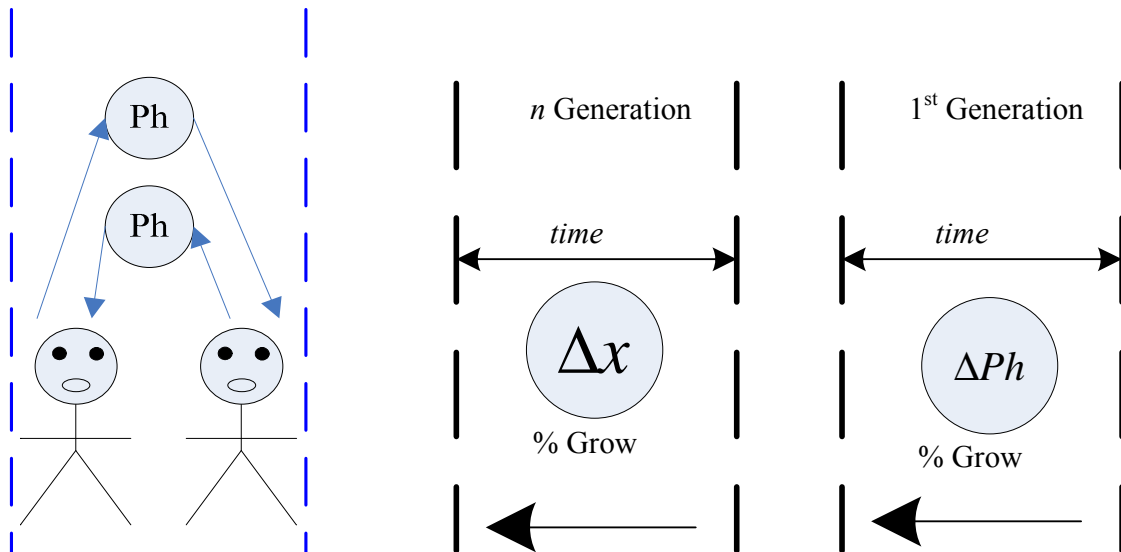 Ph
Ph
n Generation
time
Δx
% Grow
1st Generation
time
ΔPh
% Grow